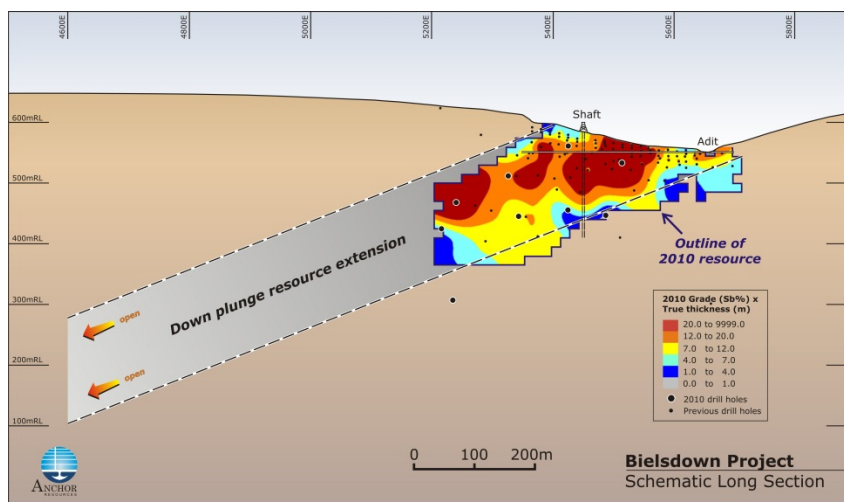 4600E
4800E
5000E
5200E
5400E
5600E
5800E
Shaft
600mRL
Adit
500mRL
400mRL
Outline of
2010 resource
Down plunge resource extension
300mRL
open
200mRL
open
100mRL
2010 Grade (Sb%) x
True thickness (m)
20.0 to 9999.0
12.0 to 20.0
7.0 to 12.0
4.0 to 7.0
1.0 to 4.0
0.0 to 1.0
2010 drill holes
Previous drill holes
0 100 200m
Bielsdown Project
Schematic Long Section
ANCHOR
RESOURCES